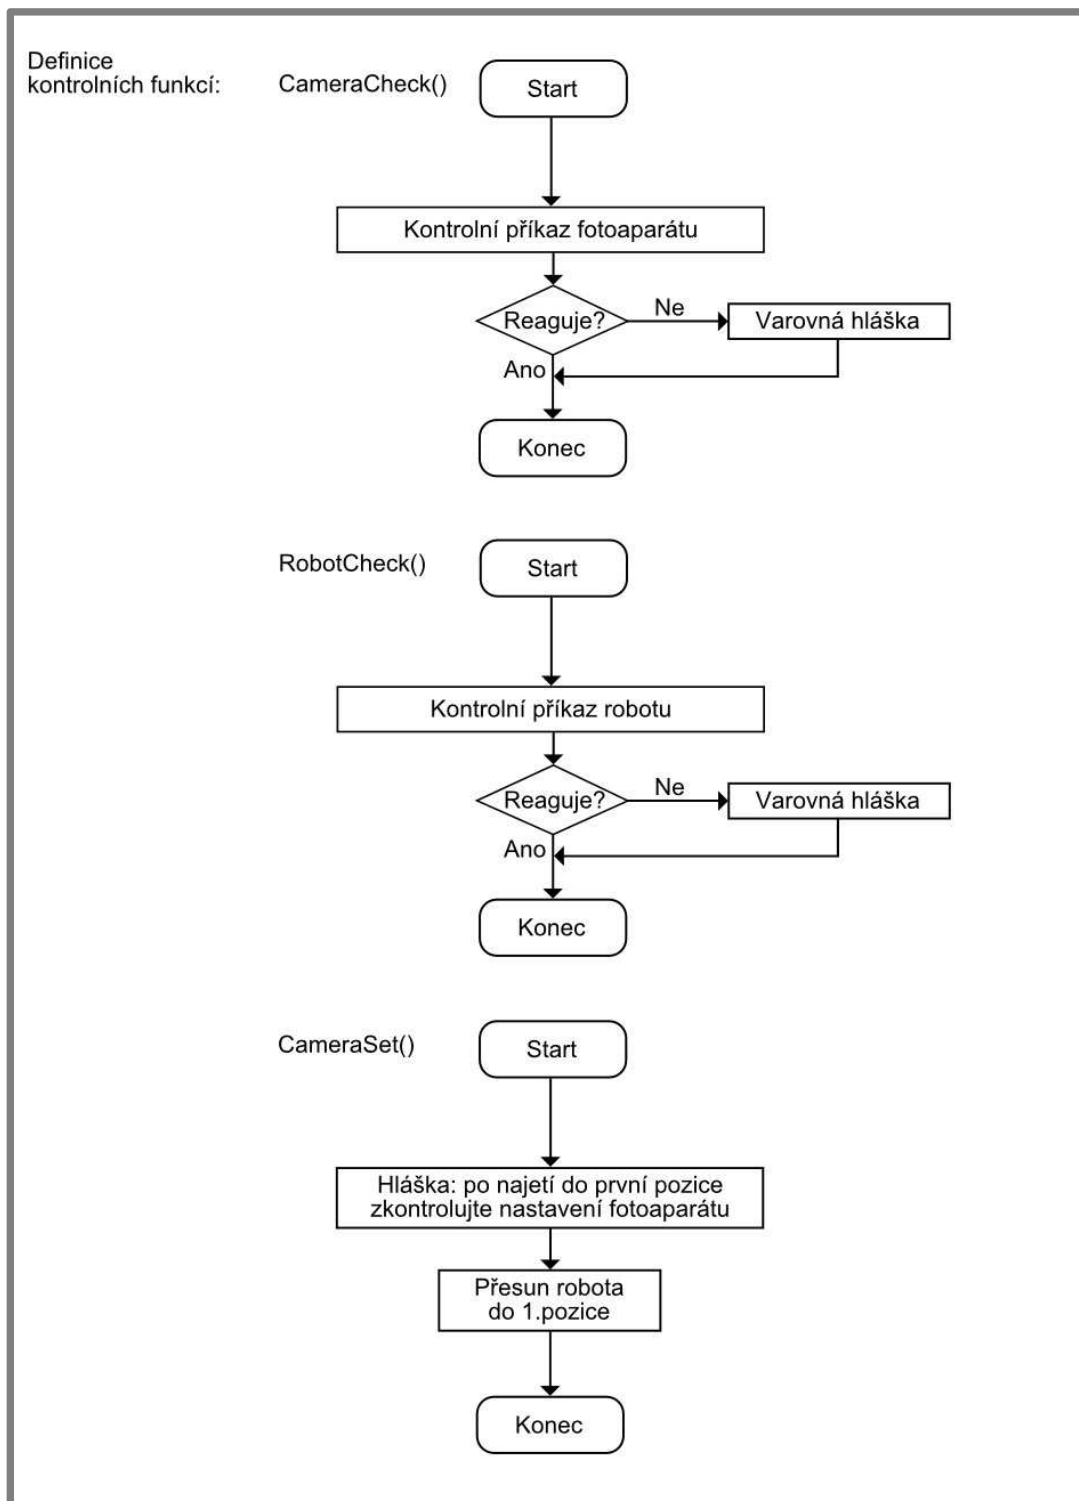 Definice
kontrolních funkcí:
CameraCheck()
Start
Kontrolní příkaz fotoaparátu
Reaguje?
Ne
Varovná hláška
Ano
Konec
RobotCheck()
Start
Kontrolní příkaz robotu
Reaguje?
Ne
Varovná hláška
Ano
Konec
CameraSet()
Start
Hláška: po najetí do první pozice
zkontrolujte nastavení fotoaparátu
Přesun robota
do 1.pozice
Konec